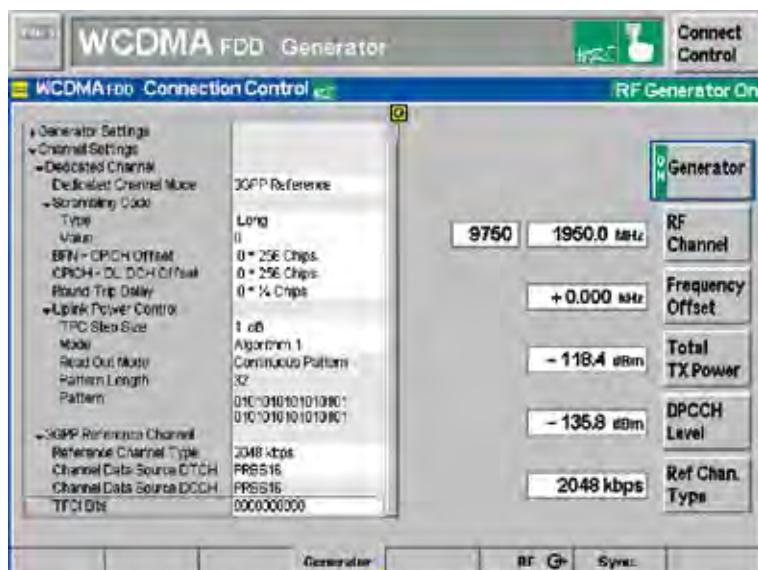 WCDMA FDD Generator
Connect Control
WCDMA FDD Connection Control
RF Generator On
Generator Settings
Channel Settings
Dedicated Channel
Dedicated Channel Mode 3GPP Reference
Scrambling Code
Type Long
Value 0
BFN - CPICH Offset 0 * 256 Chips
CPICH - DL DCH Offset 0 * 256 Chips
Round Trip Delay 0 * ¼ Chips
Uplink Power Control
TPC Step Size 1 dB
Mode Algorithm 1
Read Out Mode Continuous Pattern
Pattern Length 32
Pattern
3GPP Reference Channel
Reference Channel Type 2048 kbps
Channel Data Source DTCH PRBS16
Channel Data Source DCCH PRBS16
TFCI Bits 0000000000
ON Generator
9750 1950.0 MHz RF Channel
+ 0.000 kHz Frequency Offset
- 118.4 dBm Total TX Power
- 135.8 dBm DPCCH Level
2048 kbps Ref Chan. Type
Generator RF Sync.